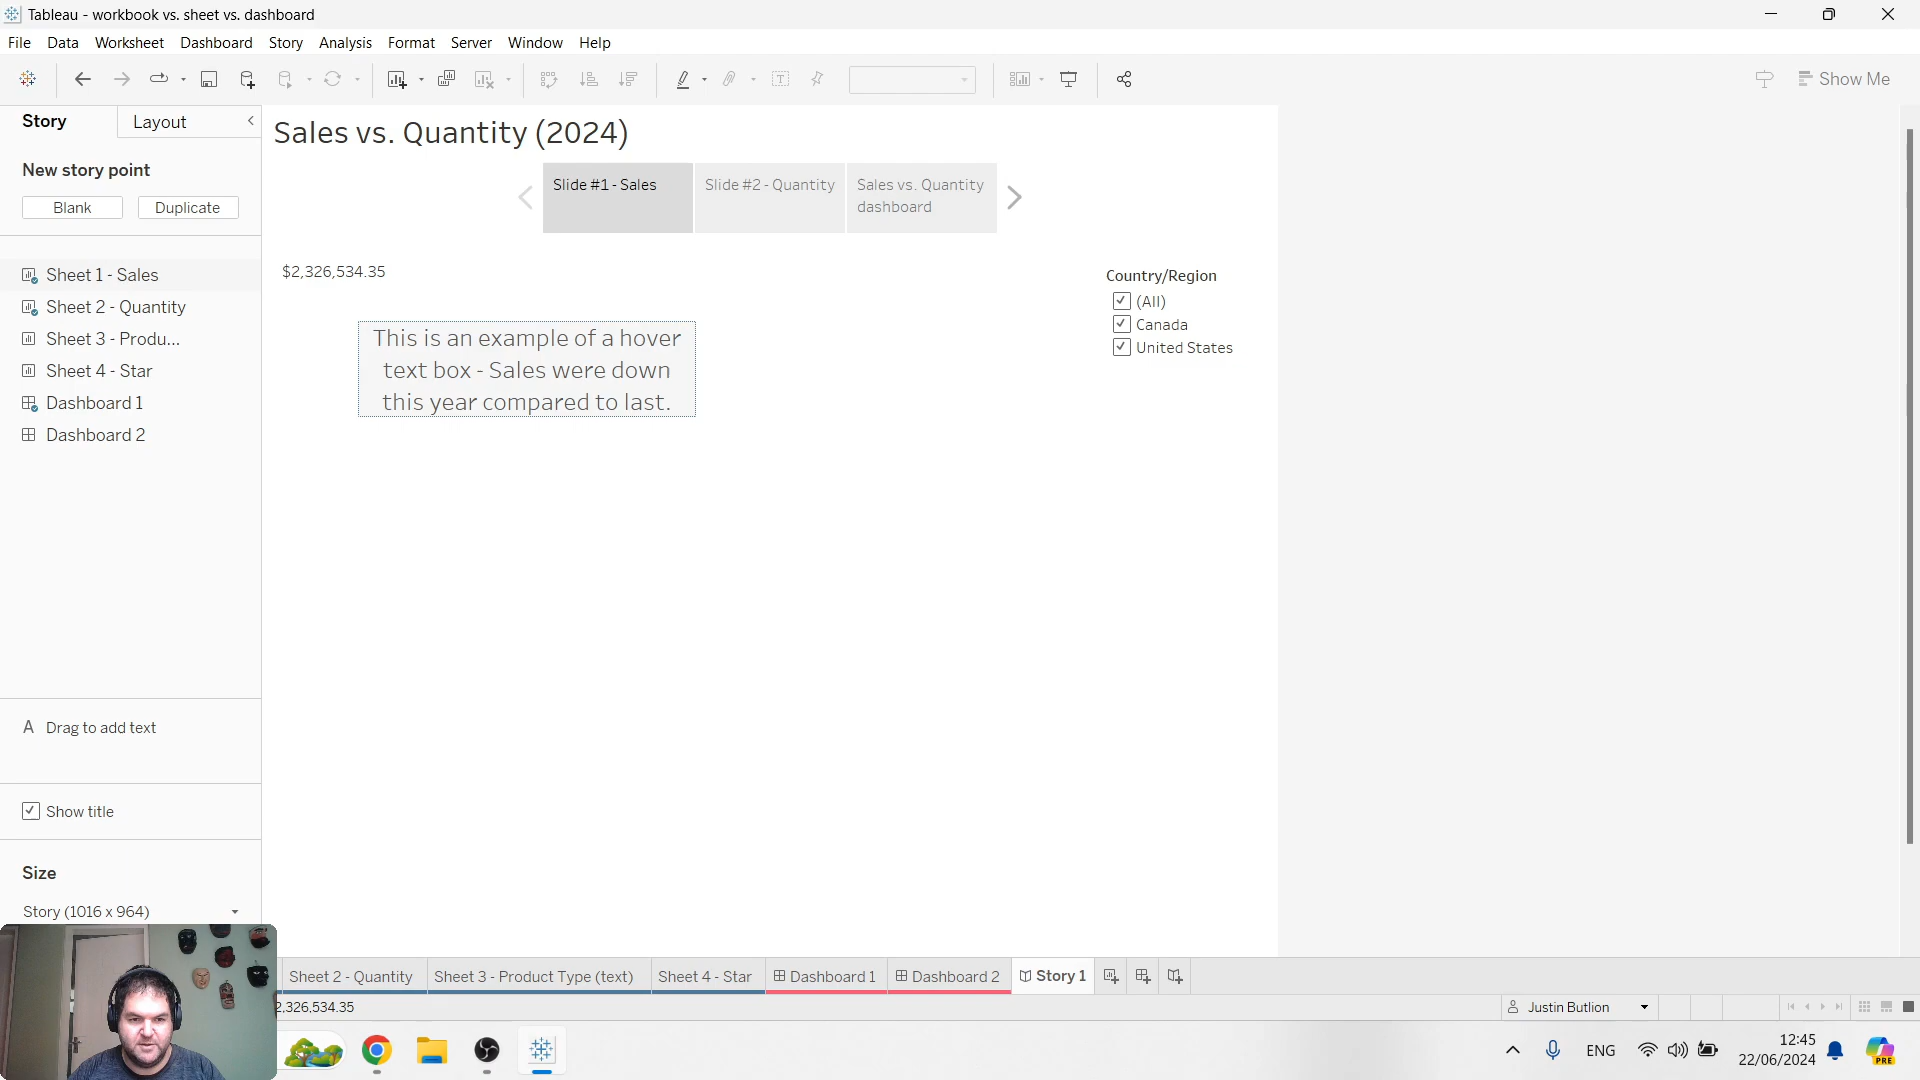 Tableau - workbook vs. sheet vs. dashboard
File Data Worksheet Dashboard Story Analysis Format Server Window Help
Show Me
Story
Layout
Sales vs. Quantity (2024)
New story point
Blank
Duplicate
Slide #1 - Sales
Slide #2 - Quantity
Sales vs. Quantity
dashboard
Sheet 1 - Sales
Sheet 2 - Quantity
Sheet 3 - Produ...
Sheet 4 - Star
Dashboard 1
Dashboard 2
$2,326,534.35
This is an example of a hover
text box - Sales were down
this year compared to last.
Country/Region
(All)
Canada
United States
A Drag to add text
Show title
Size
Story (1016 x 964)
Sheet 2 - Quantity
Sheet 3 - Product Type (text)
Sheet 4 - Star
Dashboard 1
Dashboard 2
Story 1
2,326,534.35
Justin Butlion
ENG
12:45
22/06/2024
PRE